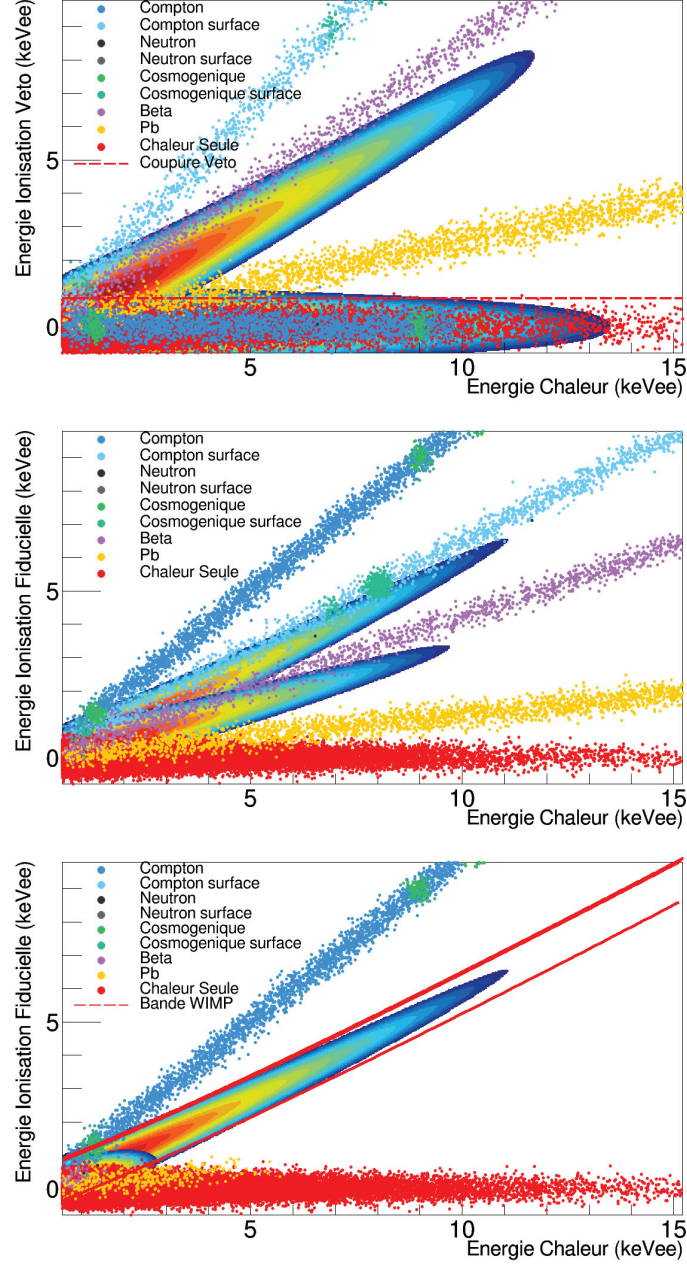 Energie Ionisation Veto (keVee)
Compton
Compton surface
Neutron
Neutron surface
Cosmogenique
Cosmogenique surface
Beta
Pb
Chaleur Seule
Coupure Veto
5
0
5
10
15
Energie Chaleur (keVee)
Energie Ionisation Fiducielle (keVee)
Compton
Compton surface
Neutron
Neutron surface
Cosmogenique
Cosmogenique surface
Beta
Pb
Chaleur Seule
5
0
5
10
15
Energie Chaleur (keVee)
Energie Ionisation Fiducielle (keVee)
Compton
Compton surface
Neutron
Neutron surface
Cosmogenique
Cosmogenique surface
Beta
Pb
Chaleur Seule
Bande WIMP
5
0
5
10
15
Energie Chaleur (keVee)